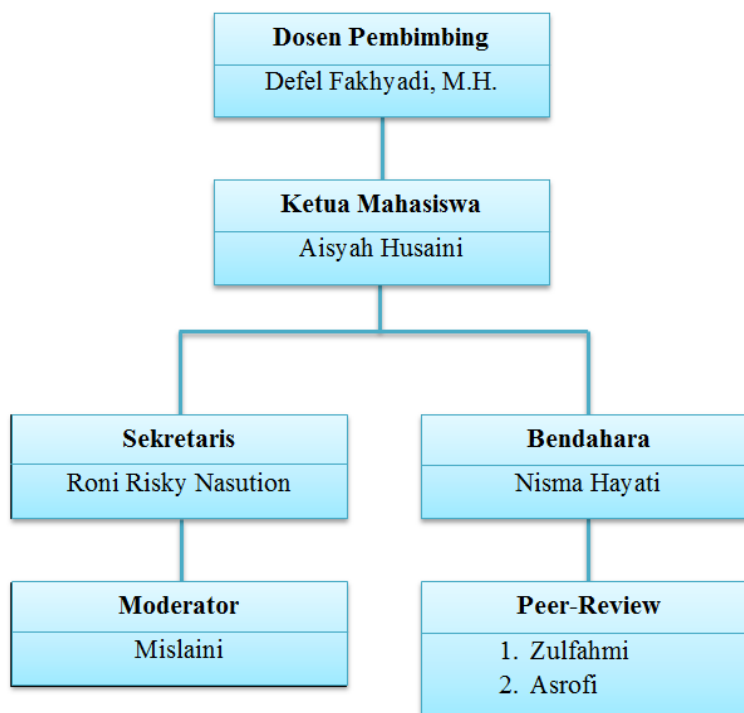 Dosen Pembimbing
Defel Fakhyadi, M.H.
Ketua Mahasiswa
Aisyah Husaini
Sekretaris
Roni Risky Nasution
Bendahara
Nisma Hayati
Moderator
Mislaini
Peer-Review
1. Zulfahmi
2. Asrofi